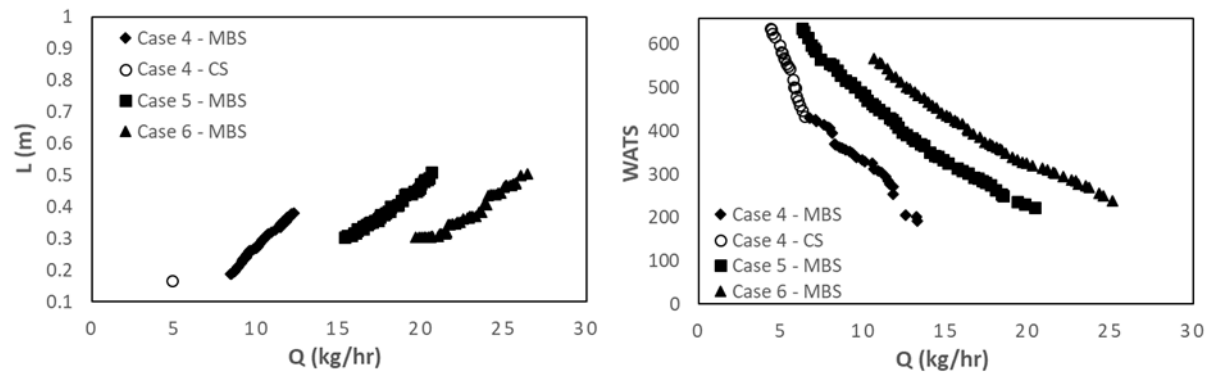 1
0.9
0.8
0.7
0.6
0.5
0.4
0.3
0.2
0.1
L (m)
Case 4 - MBS
Case 4 - CS
Case 5 - MBS
Case 6 - MBS
0 5 10 15 20 25 30
Q (kg/hr)
600
500
400
300
200
100
0
WATS
Case 4 - MBS
Case 4 - CS
Case 5 - MBS
Case 6 - MBS
0 5 10 15 20 25 30
Q (kg/hr)